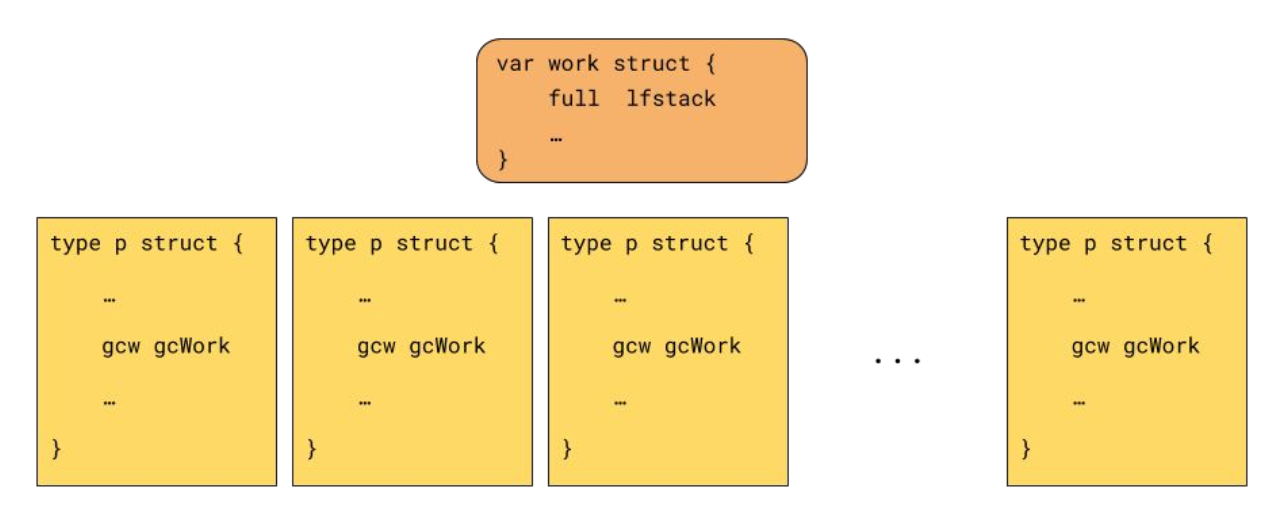 var work struct {
full lfstack
…
}
type p struct {
…
gcw gcWork
…
}
type p struct {
…
gcw gcWork
…
}
type p struct {
…
gcw gcWork
…
}
...
type p struct {
…
gcw gcWork
…
}